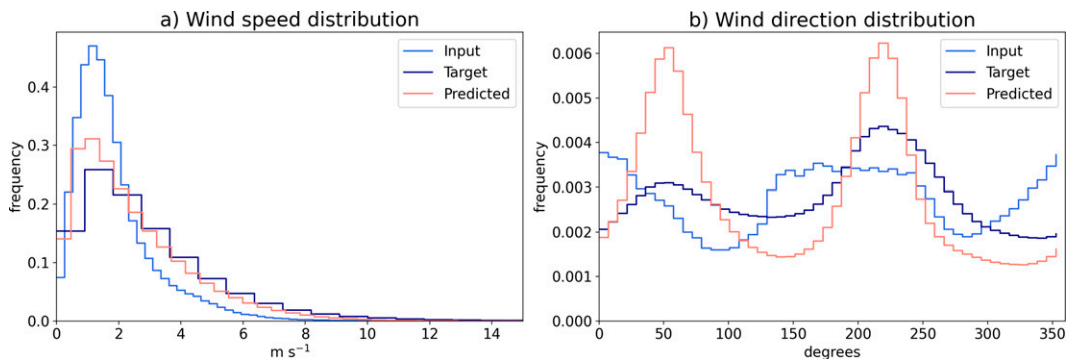 a) Wind speed distribution
Input
Target
Predicted
frequency
0.4
0.3
0.2
0.1
0.0
0 2 4 6 8 10 12 14
m s⁻¹
b) Wind direction distribution
Input
Target
Predicted
frequency
0.006
0.005
0.004
0.003
0.002
0.001
0.000
0 50 100 150 200 250 300 350
degrees